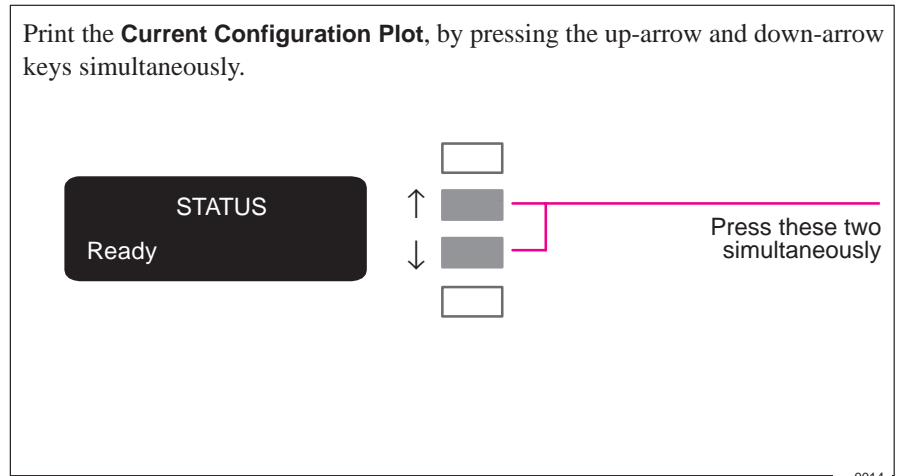 Print the Current Configuration Plot, by pressing the up-arrow and down-arrow
keys simultaneously.
STATUS
Ready
↑
↓
Press these two
simultaneously